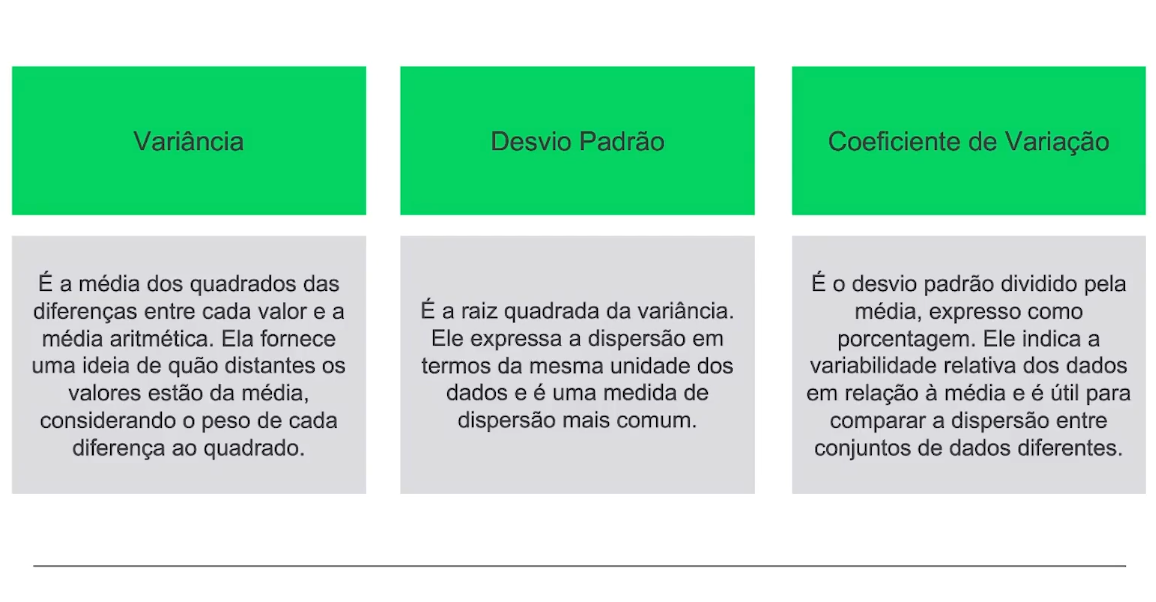 Variância
É a média dos quadrados das
diferenças entre cada valor e a
média aritmética. Ela fornece
uma ideia de quão distantes os
valores estão da média,
considerando o peso de cada
diferença ao quadrado.
Desvio Padrão
É a raiz quadrada da variância.
Ele expressa a dispersão em
termos da mesma unidade dos
dados e é uma medida de
dispersão mais comum.
Coeficiente de Variação
É o desvio padrão dividido pela
média, expresso como
porcentagem. Ele indica a
variabilidade relativa dos dados
em relação à média e é útil para
comparar a dispersão entre
conjuntos de dados diferentes.